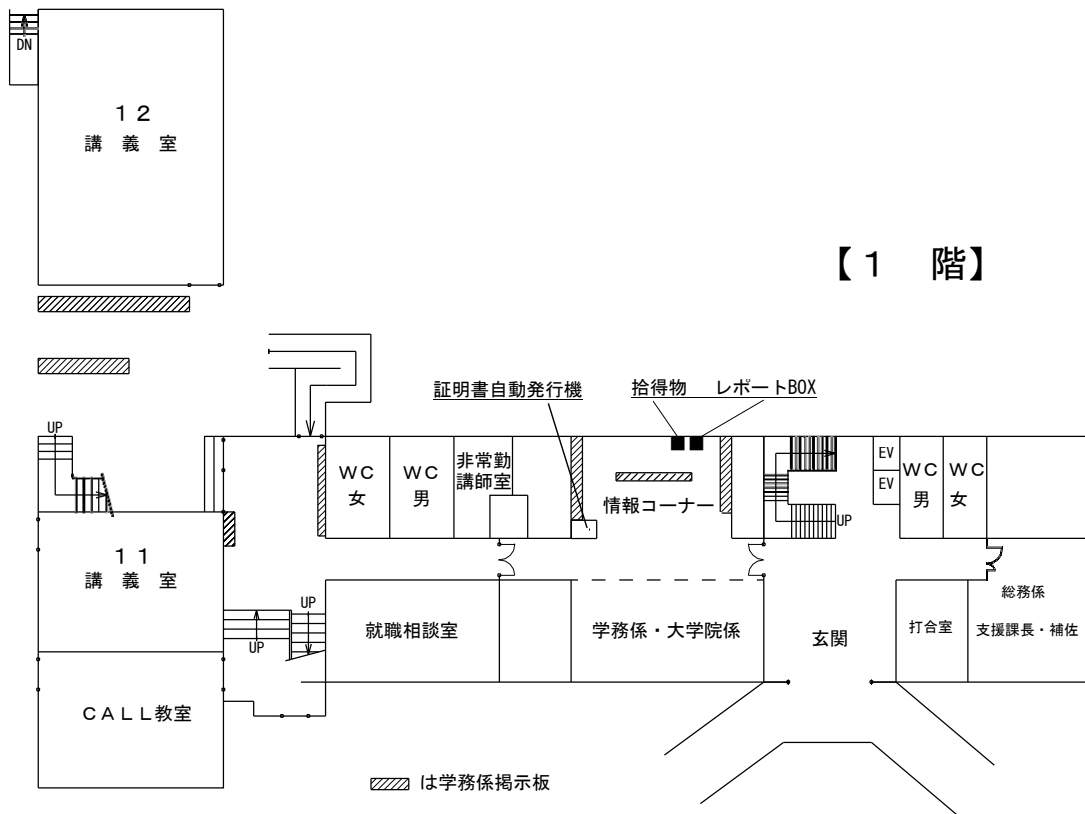 DN
１２
講義室
【１　階】
証明書自動発行機
拾得物
レポートBOX
UP
ＷＣ
女
ＷＣ
男
非常勤
講師室
情報コーナー
UP
EV
EV
ＷＣ
男
ＷＣ
女
１１
講義室
UP
UP
就職相談室
学務係・大学院係
玄関
打合室
総務係
支援課長・補佐
ＣＡＬＬ教室
は学務係掲示板